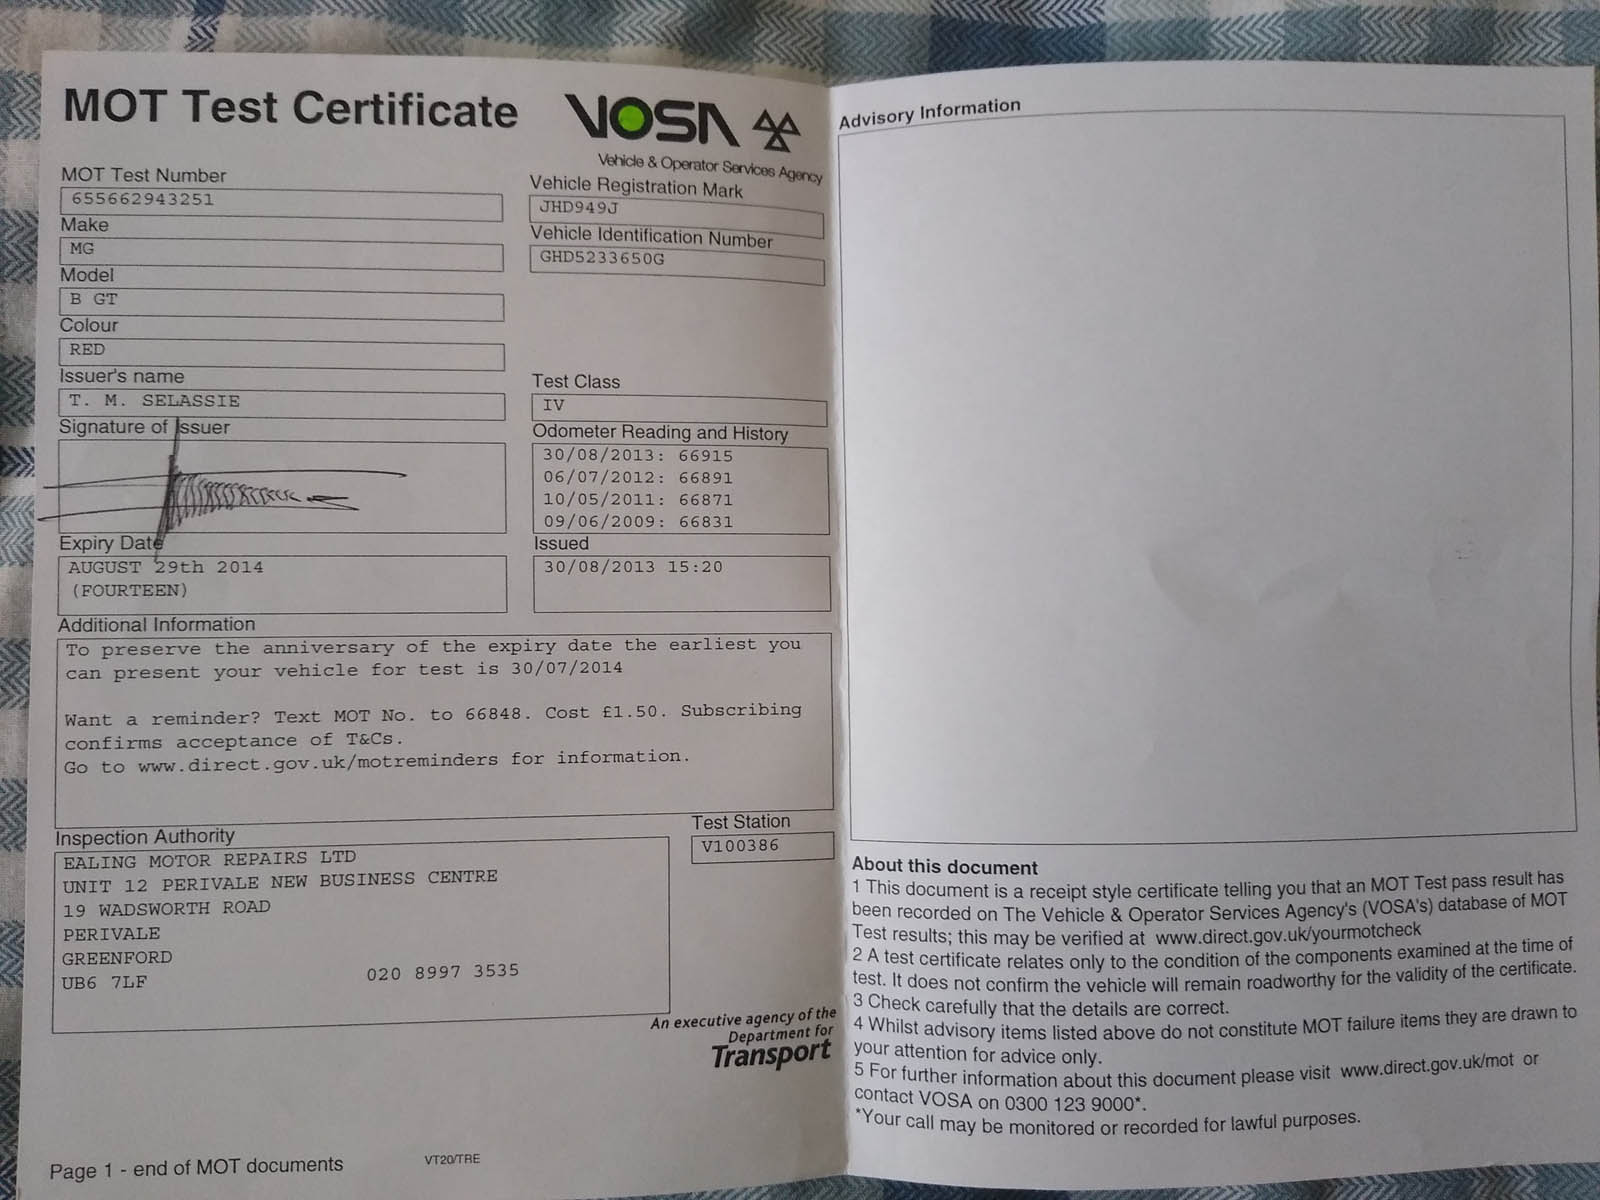 MOT Test Certificate
VOSA
Vehicle & Operator Services Agency
MOT Test Number
655662943251
Vehicle Registration Mark
JHD949J
Make
MG
Vehicle Identification Number
GHD5233650G
Model
B GT
Colour
RED
Issuer's name
T. M. SELASSIE
Test Class
IV
Signature of Issuer
Odometer Reading and History
30/08/2013: 66915
06/07/2012: 66891
10/05/2011: 66871
09/06/2009: 66831
Expiry Date
AUGUST 29th 2014
(FOURTEEN)
Issued
30/08/2013 15:20
Additional Information
To preserve the anniversary of the expiry date the earliest you
can present your vehicle for test is 30/07/2014
Want a reminder? Text MOT No. to 66848. Cost £1.50. Subscribing
confirms acceptance of T&Cs.
Go to www.direct.gov.uk/motreminders for information.
Inspection Authority
EALING MOTOR REPAIRS LTD
UNIT 12 PERIVALE NEW BUSINESS CENTRE
19 WADSWORTH ROAD
PERIVALE
GREENFORD
UB6 7LF 020 8997 3535
Test Station
V100386
An executive agency of the
Department for
Transport
Page 1 - end of MOT documents
VT20/TRE
Advisory Information
About this document
1 This document is a receipt style certificate telling you that an MOT Test pass result has
been recorded on The Vehicle & Operator Services Agency's (VOSA's) database of MOT
Test results; this may be verified at www.direct.gov.uk/yourmotcheck
2 A test certificate relates only to the condition of the components examined at the time of
test. It does not confirm the vehicle will remain roadworthy for the validity of the certificate.
3 Check carefully that the details are correct.
4 Whilst advisory items listed above do not constitute MOT failure items they are drawn to
your attention for advice only.
5 For further information about this document please visit www.direct.gov.uk/mot or
contact VOSA on 0300 123 9000*.
*Your call may be monitored or recorded for lawful purposes.